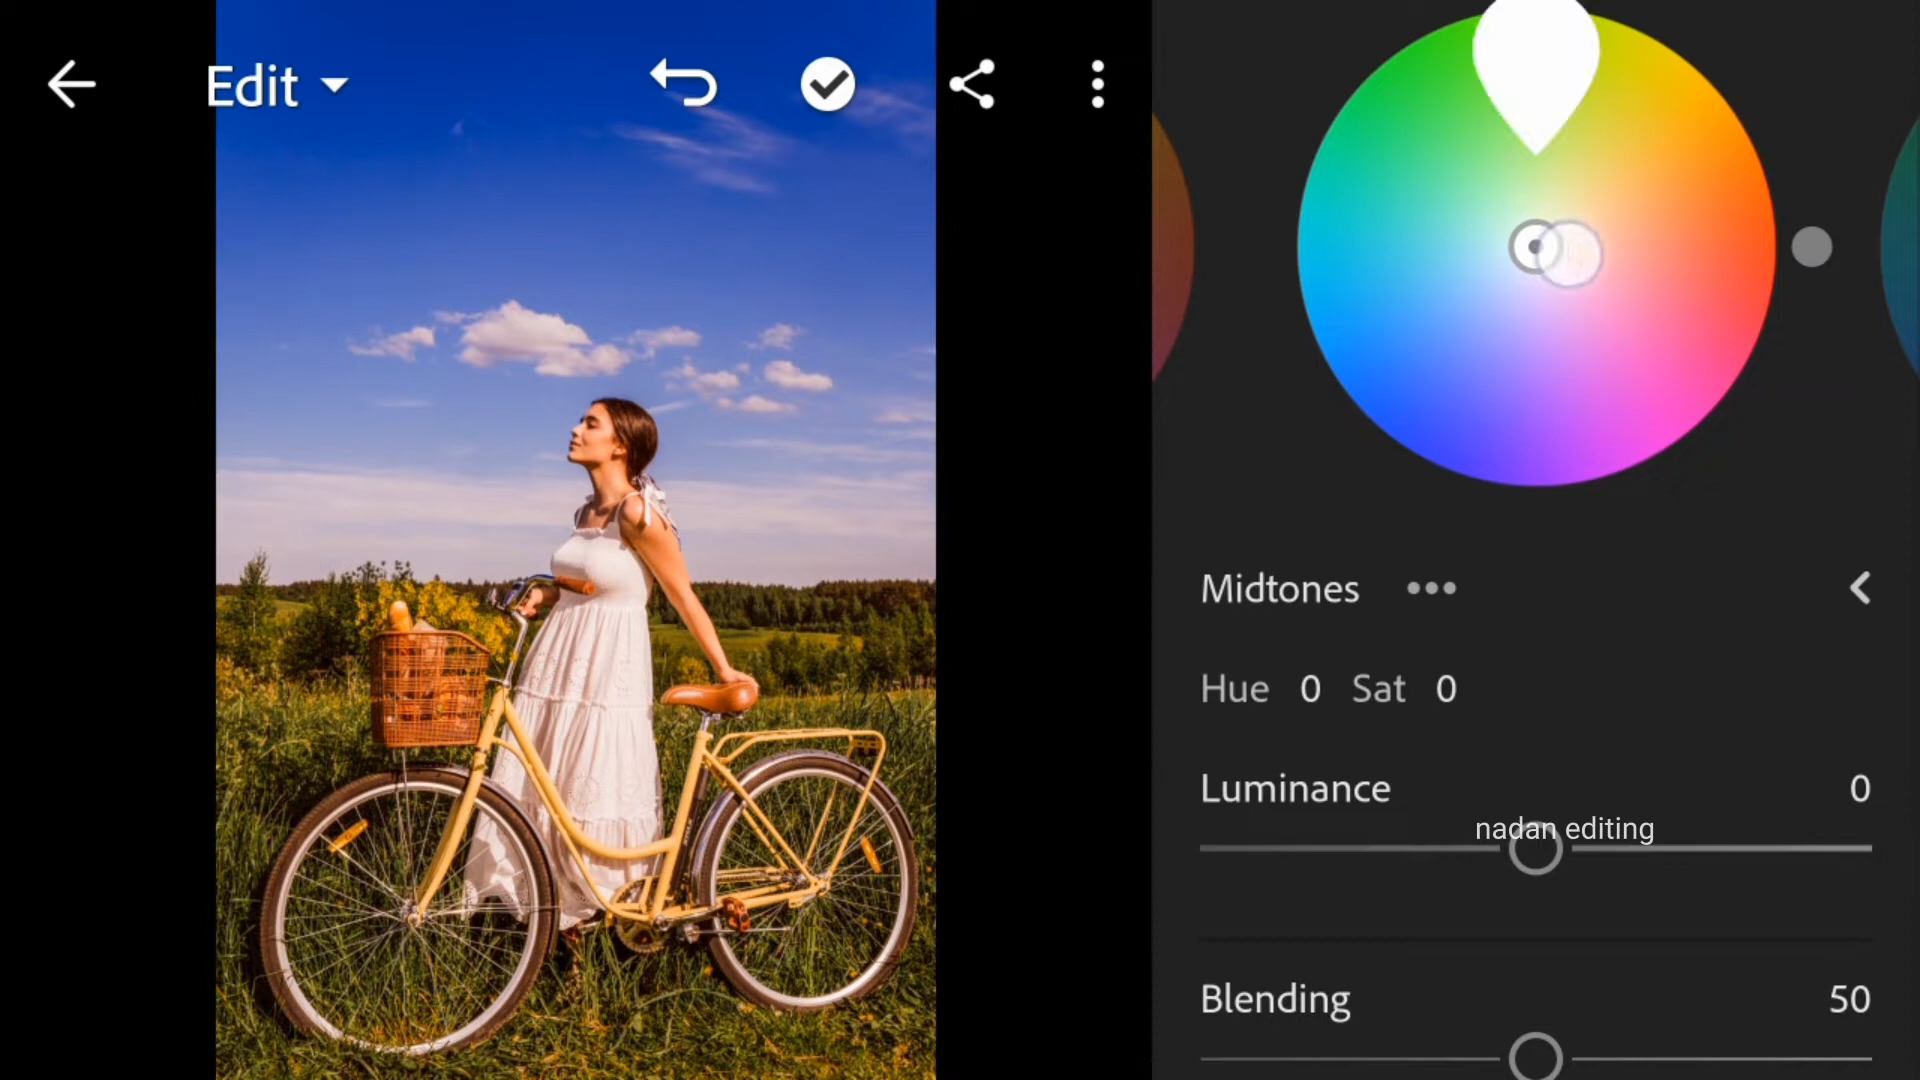 Edit
Midtones
Hue 0 Sat 0
Luminance 0
nadan editing
Blending 50